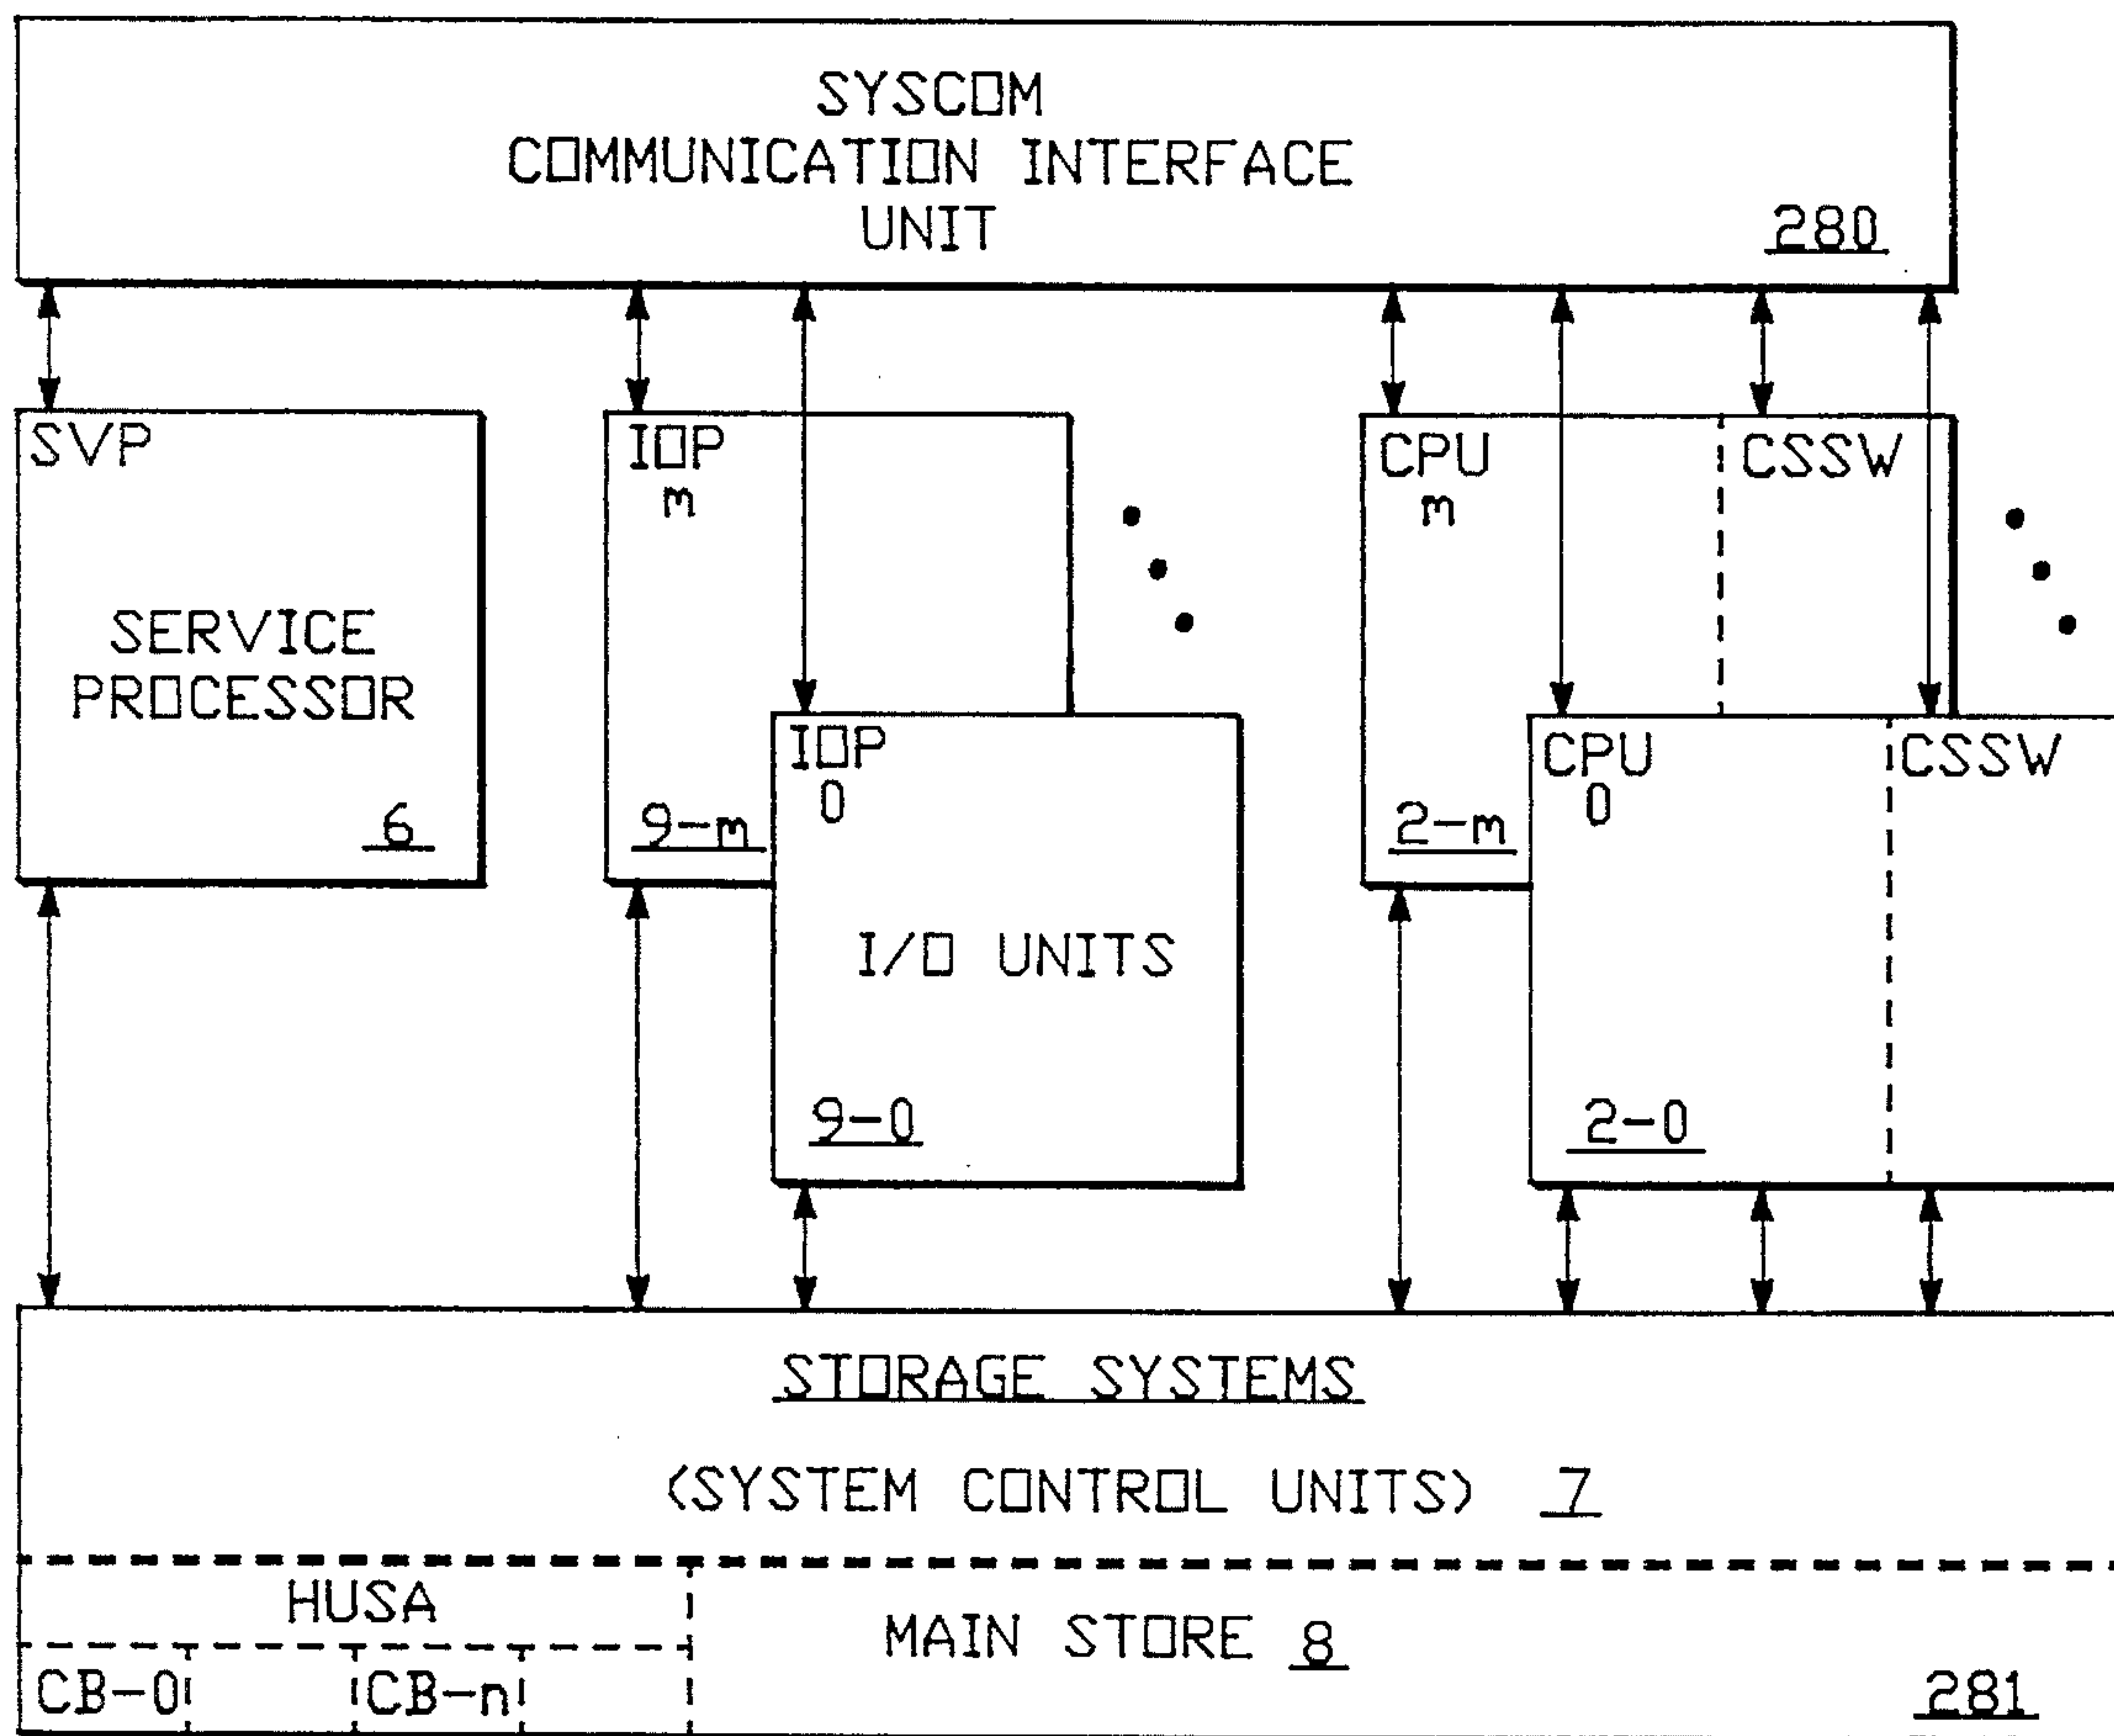 SYSCOM
COMMUNICATION INTERFACE
UNIT
280
SVP
SERVICE
PROCESSOR
6
IOP
m
9-m
IOP
0
I/O UNITS
9-0
CPU
m
CSSW
2-m
CPU
0
CSSW
2-0
STORAGE SYSTEMS
(SYSTEM CONTROL UNITS) 7
HUSA
MAIN STORE 8
CB-0
CB-n
281